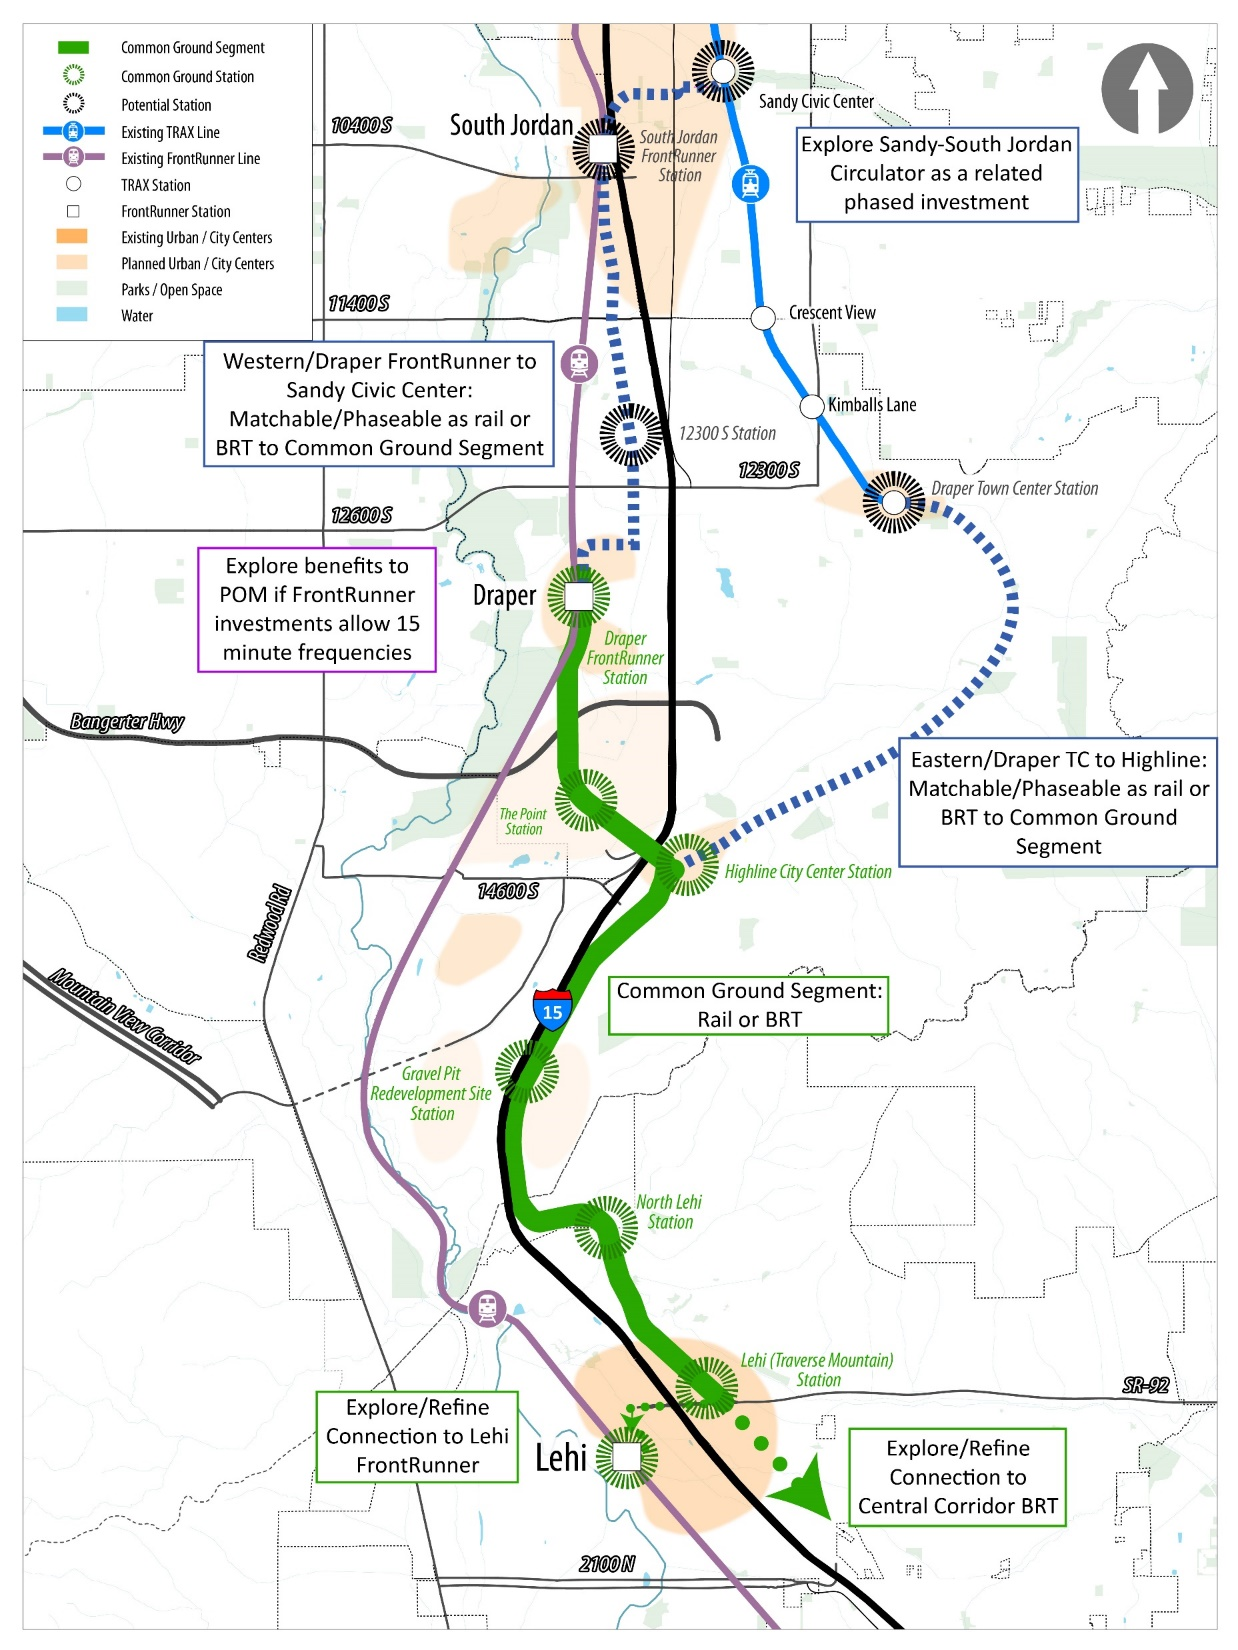 Common Ground Segment
Common Ground Station
Potential Station
Existing TRAX Line
Existing FrontRunner Line
TRAX Station
FrontRunner Station
Existing Urban / City Centers
Planned Urban / City Centers
Parks / Open Space
Water
Sandy Civic Center
10400 S
South Jordan
South Jordan
FrontRunner
Station
Explore Sandy-South Jordan
Circulator as a related
phased investment
11400 S
Crescent View
Western/Draper FrontRunner to
Sandy Civic Center:
Matchable/Phaseable as rail or
BRT to Common Ground Segment
Kimballs Lane
12300 S Station
12300 S
Draper Town Center Station
12600 S
Explore benefits to
POM if FrontRunner
investments allow 15
minute frequencies
Draper
Draper
FrontRunner
Station
Bangerter Hwy
Eastern/Draper TC to Highline:
Matchable/Phaseable as rail or
BRT to Common Ground
Segment
The Point
Station
Highline City Center Station
14600 S
Redwood Rd
Mountain View Corridor
Common Ground Segment:
Rail or BRT
15
Gravel Pit
Redevelopment Site
Station
North Lehi
Station
Lehi (Traverse Mountain)
Station
SR-92
Explore/Refine
Connection to Lehi
FrontRunner
Lehi
Explore/Refine
Connection to
Central Corridor BRT
2100 N